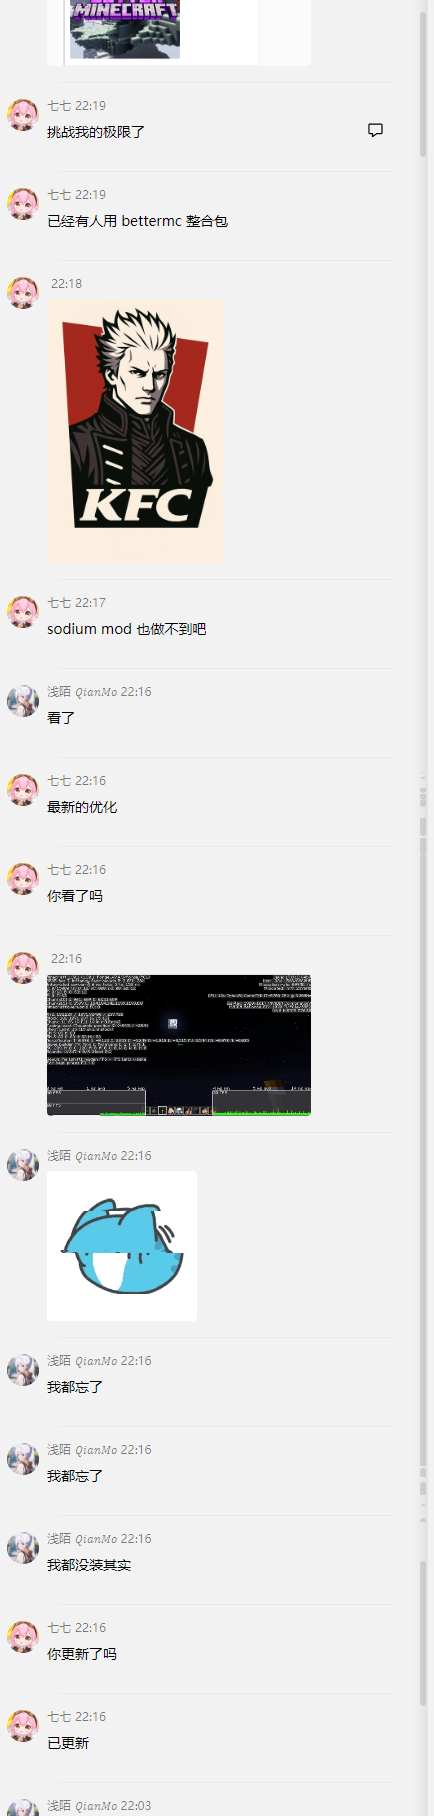 MINECRAFT
七七 22:19
挑战我的极限了
七七 22:19
已经有人用 bettermc 整合包
22:18
KFC
七七 22:17
sodium mod 也做不到吧
浅陌 QianMo 22:16
看了
七七 22:16
最新的优化
七七 22:16
你看了吗
22:16
浅陌 QianMo 22:16
浅陌 QianMo 22:16
我都忘了
浅陌 QianMo 22:16
我都忘了
浅陌 QianMo 22:16
我都没装其实
七七 22:16
你更新了吗
七七 22:16
已更新
浅陌 QianMo 22:03